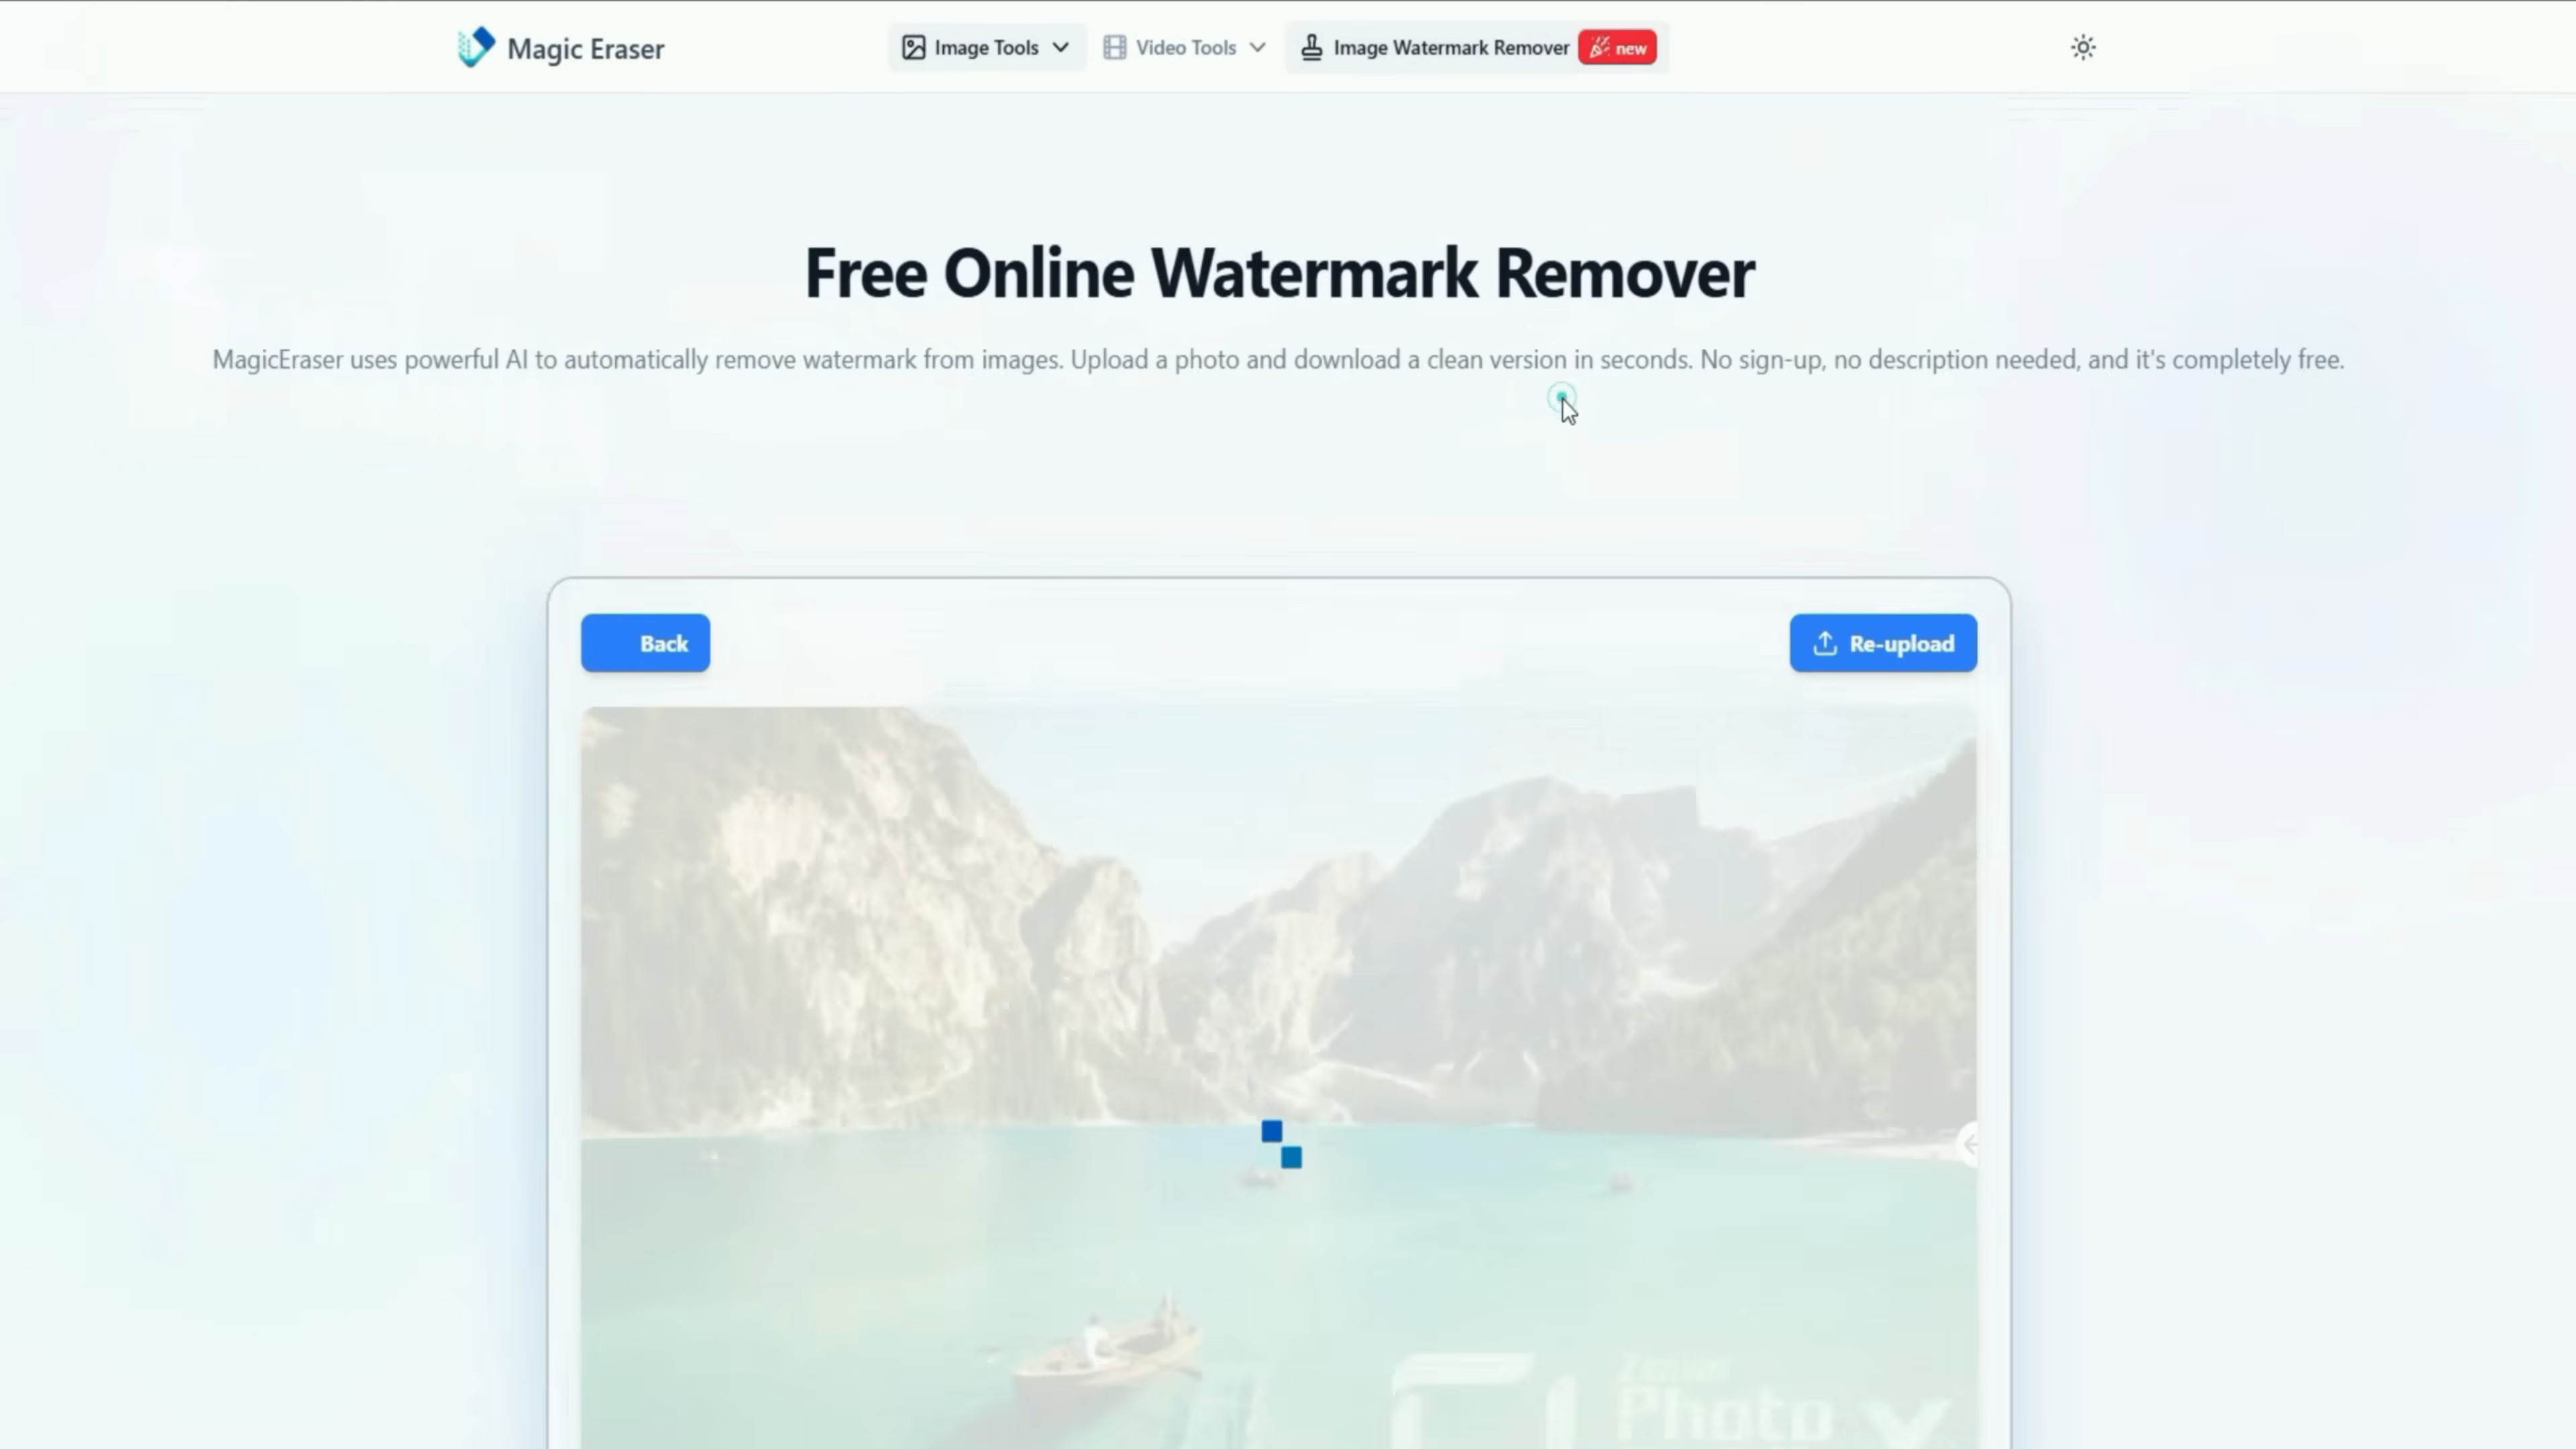 Magic Eraser
Image Tools
Video Tools
Image Watermark Remover
new
Free Online Watermark Remover
MagicEraser uses powerful AI to automatically remove watermark from images. Upload a photo and download a clean version in seconds. No sign-up, no description needed, and it's completely free.
Back
Re-upload
Photo